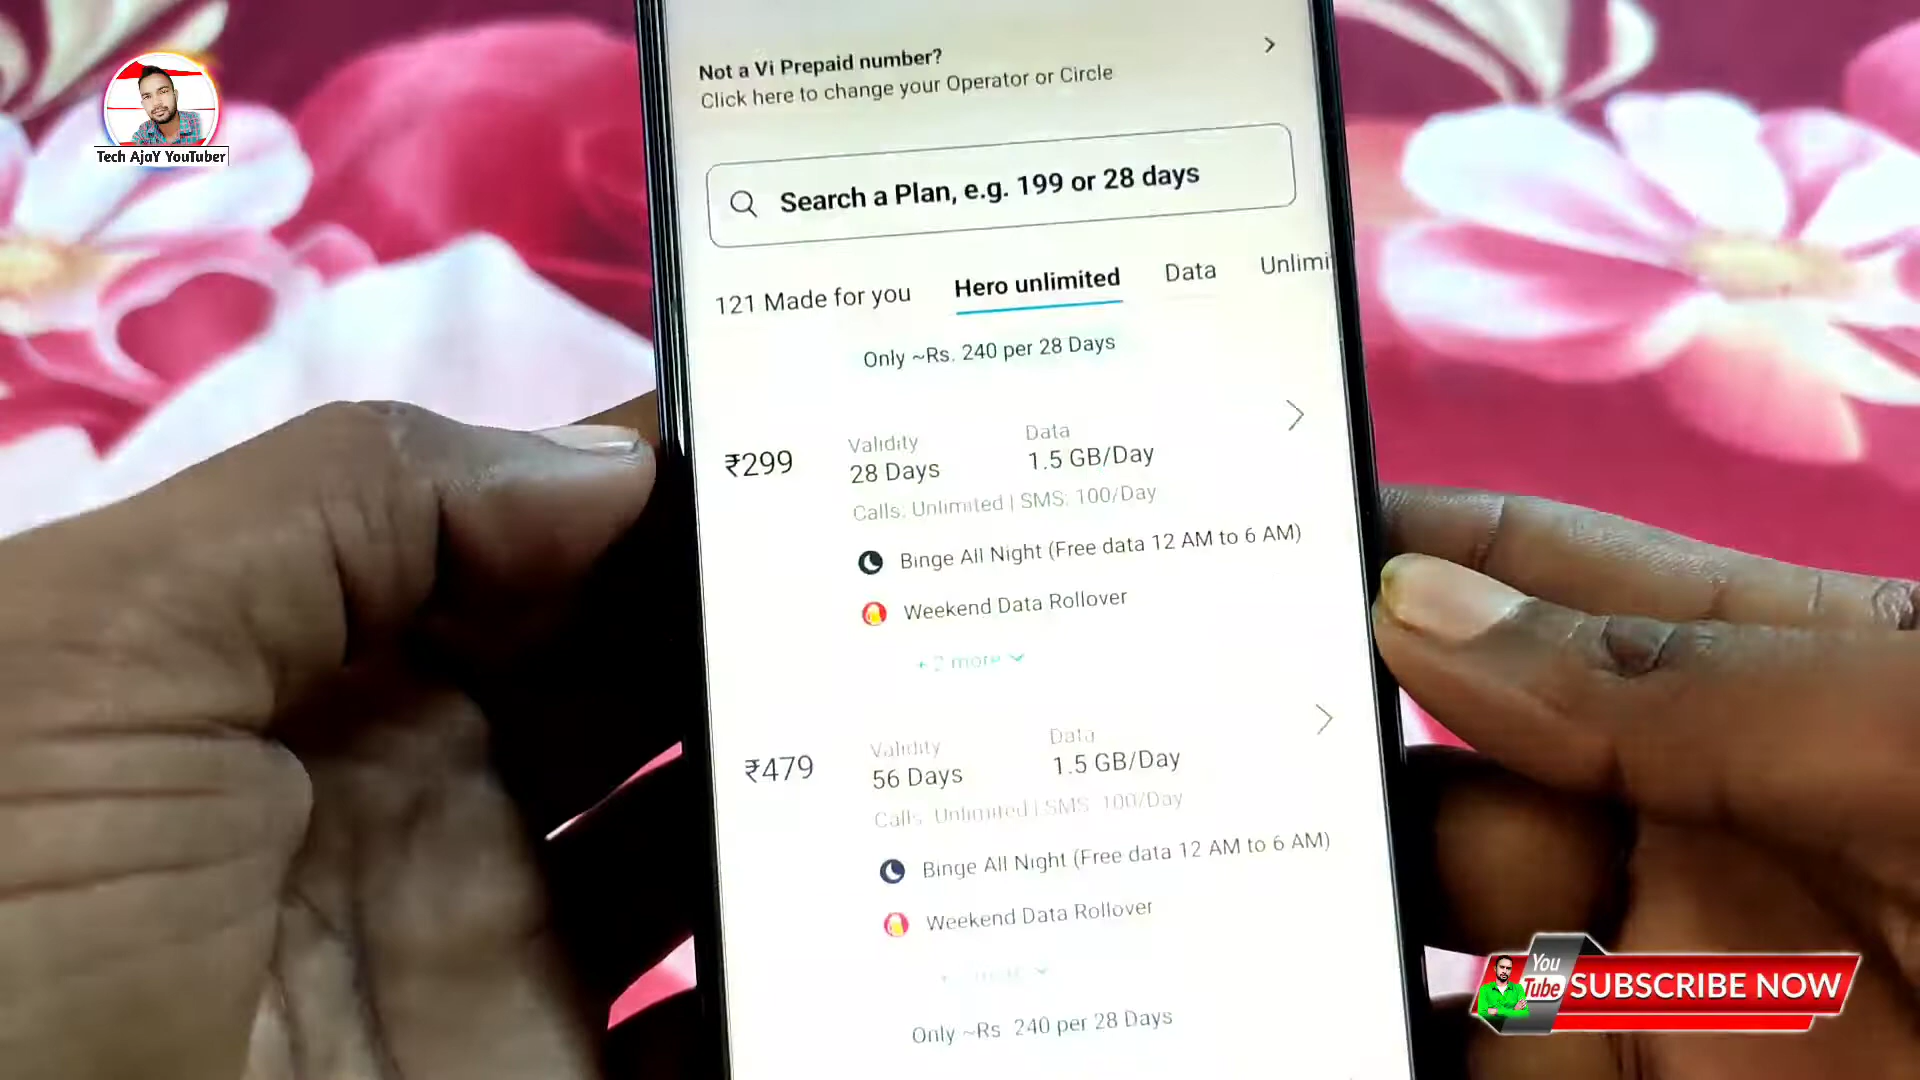 Tech AjaY YouTuber
Not a Vi Prepaid number?
Click here to change your Operator or Circle
Search a Plan, e.g. 199 or 28 days
121 Made for you Hero unlimited Data Unlimi
Only ~Rs. 240 per 28 Days
₹299
Validity
28 Days
Data
1.5 GB/Day
Calls: Unlimited | SMS: 100/Day
Binge All Night (Free data 12 AM to 6 AM)
Weekend Data Rollover
+ 2 more
₹479
Validity
56 Days
Data
1.5 GB/Day
Calls: Unlimited | SMS: 100/Day
Binge All Night (Free data 12 AM to 6 AM)
Weekend Data Rollover
Only ~Rs 240 per 28 Days
You
Tube
SUBSCRIBE NOW